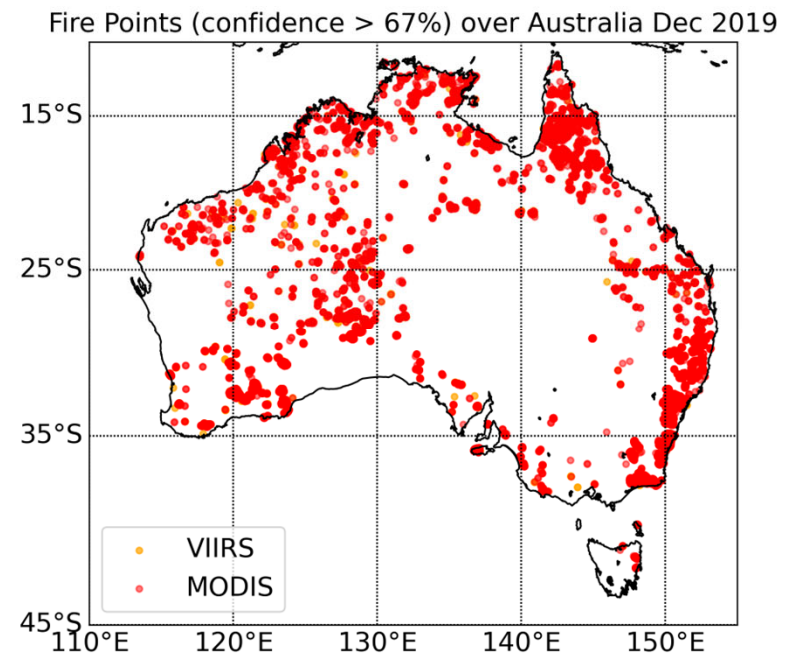 Fire Points (confidence > 67%) over Australia Dec 2019
15°S
25°S
35°S
45°S
VIIRS
MODIS
110°E 120°E 130°E 140°E 150°E